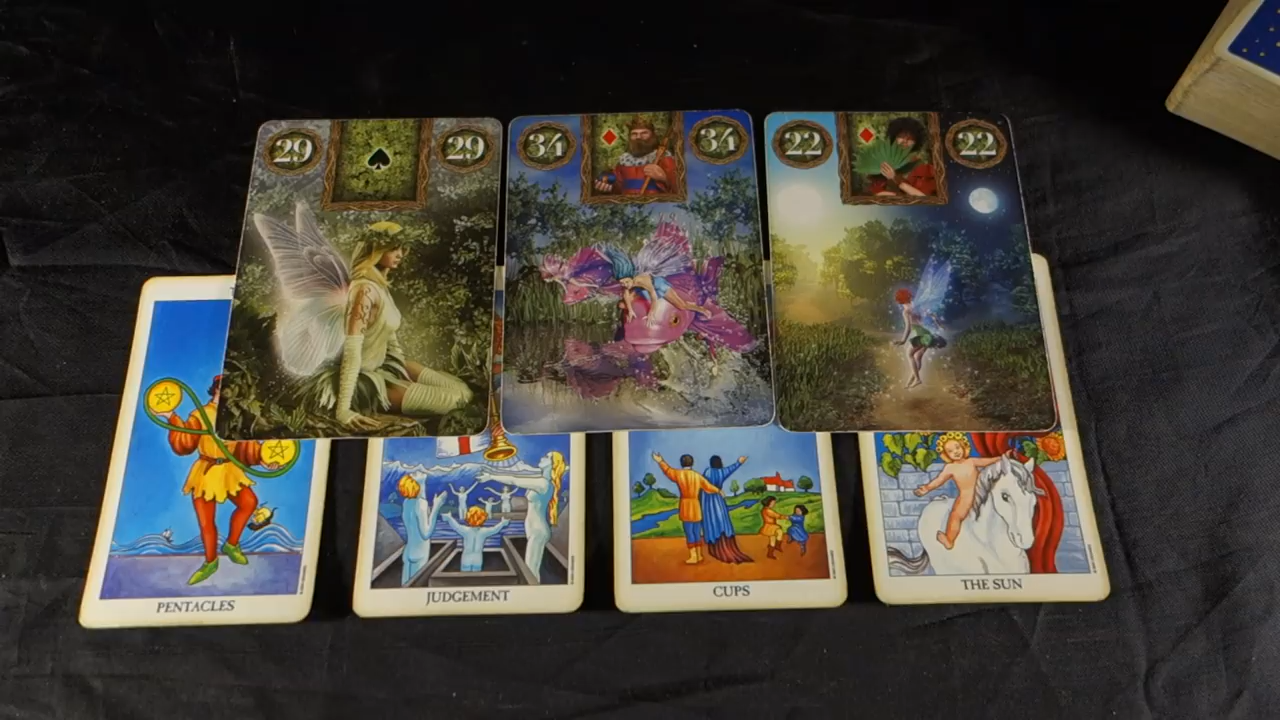 29 29
34 34
22 22
PENTACLES
JUDGEMENT
CUPS
THE SUN